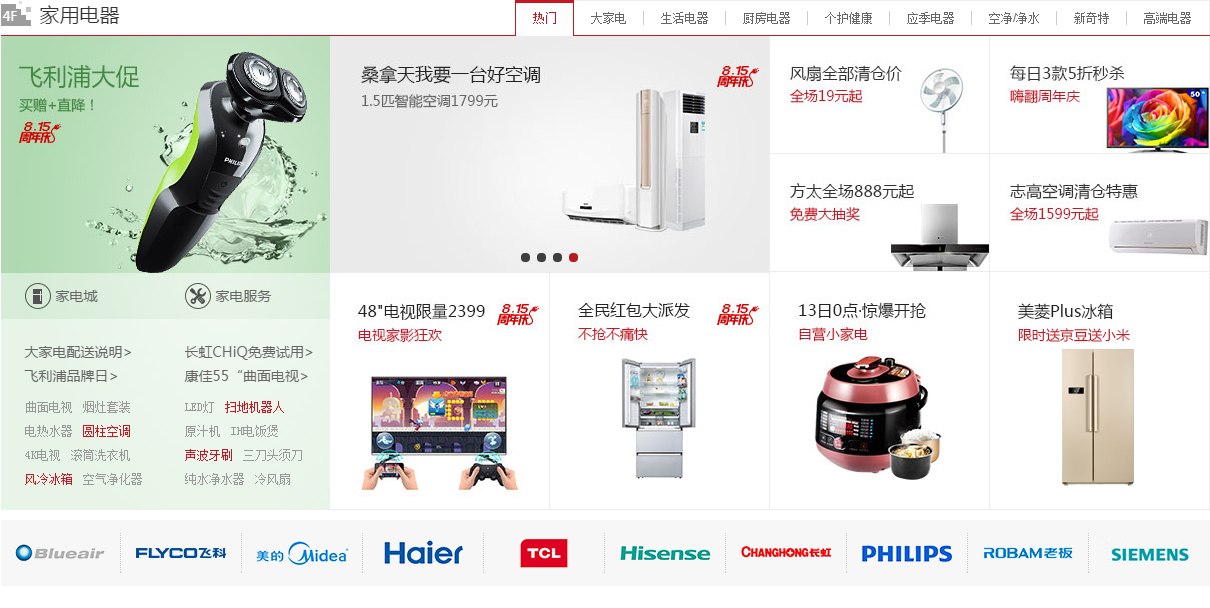 4F 家用电器
热门 大家电 生活电器 厨房电器 个护健康 应季电器 空净/净水 新奇特 高端电器
飞利浦大促
买赠+直降！
8.15
周年庆
PHILIPS
家电城 家电服务
大家电配送说明> 长虹CHiQ免费试用>
飞利浦品牌日> 康佳55“曲面电视>
曲面电视 烟灶套装 LED灯 扫地机器人
电热水器 圆柱空调 原汁机 IH电饭煲
4K电视 滚筒洗衣机 声波牙刷 三刀头须刀
风冷冰箱 空气净化器 纯水净水器 冷风扇
桑拿天我要一台好空调
1.5匹智能空调1799元
8.15
周年庆
风扇全部清仓价
全场19元起
每日3款5折秒杀
嗨翻周年庆
50"
方太全场888元起
免费大抽奖
志高空调清仓特惠
全场1599元起
48"电视限量2399
电视家影狂欢
8.15
周年庆
全民红包大派发
不抢不痛快
8.15
周年庆
13日0点·惊爆开抢
自营小家电
美菱Plus冰箱
限时送京豆送小米
Blueair FLYCO飞科 美的Midea Haier TCL Hisense CHANGHONG长虹 PHILIPS ROBAM老板 SIEMENS